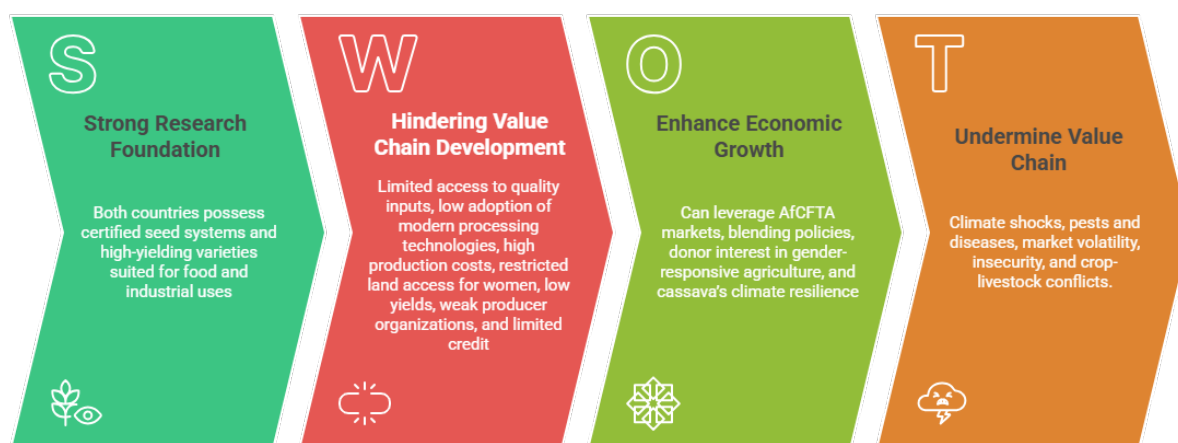 S
Strong Research
Foundation
Both countries possess
certified seed systems and
high-yielding varieties
suited for food and
industrial uses
W
Hindering Value
Chain Development
Limited access to quality
inputs, low adoption of
modern processing
technologies, high
production costs, restricted
land access for women, low
yields, weak producer
organizations, and limited
credit
O
Enhance Economic
Growth
Can leverage AfCFTA
markets, blending policies,
donor interest in gender-
responsive agriculture, and
cassava’s climate resilience
T
Undermine Value
Chain
Climate shocks, pests and
diseases, market volatility,
insecurity, and crop-
livestock conflicts.